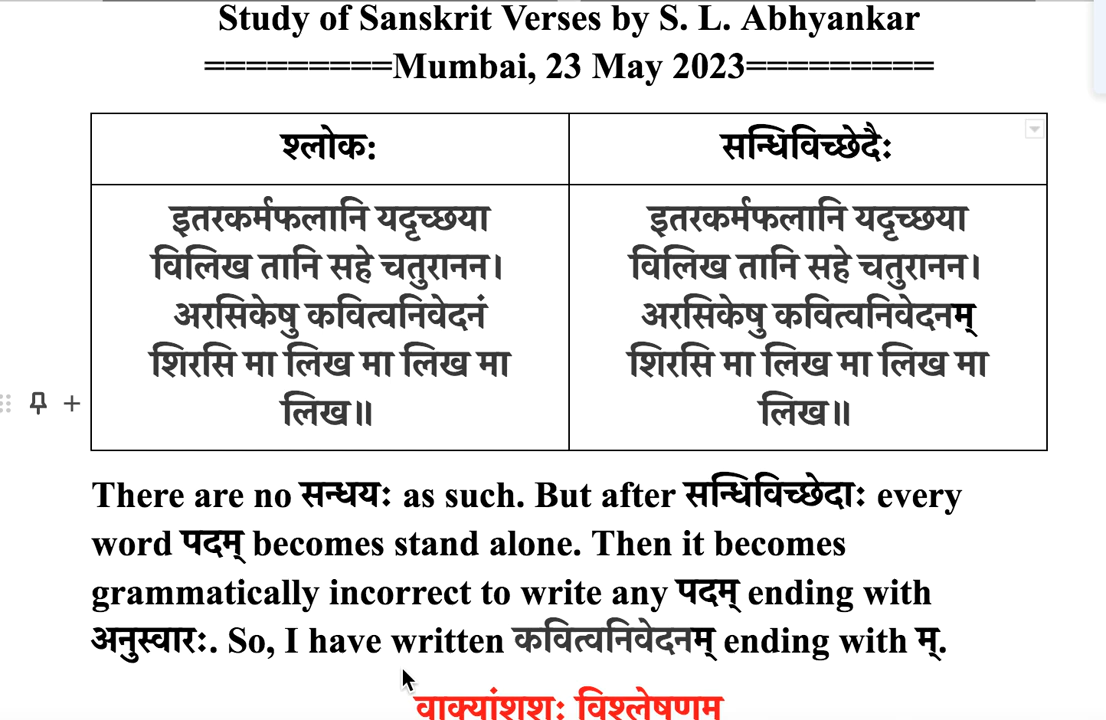 Study of Sanskrit Verses by S. L. Abhyankar
=========Mumbai, 23 May 2023=========
श्लोक:
सन्धिविच्छेदैः
इतरकर्मफलानि यदृच्छया
विलिख तानि सहे चतुरानन।
अरसिकेषु कवित्वनिवेदनं
शिरसि मा लिख मा लिख मा
लिख॥
इतरकर्मफलानि यदृच्छया
विलिख तानि सहे चतुरानन।
अरसिकेषु कवित्वनिवेदनम्
शिरसि मा लिख मा लिख मा
लिख॥
There are no सन्धयः as such. But after सन्धिविच्छेदाः every
word पदम् becomes stand alone. Then it becomes
grammatically incorrect to write any पदम् ending with
अनुस्वारः. So, I have written कवित्वनिवेदनम् ending with म्.
वाक्यांशशः विश्लेषणम्